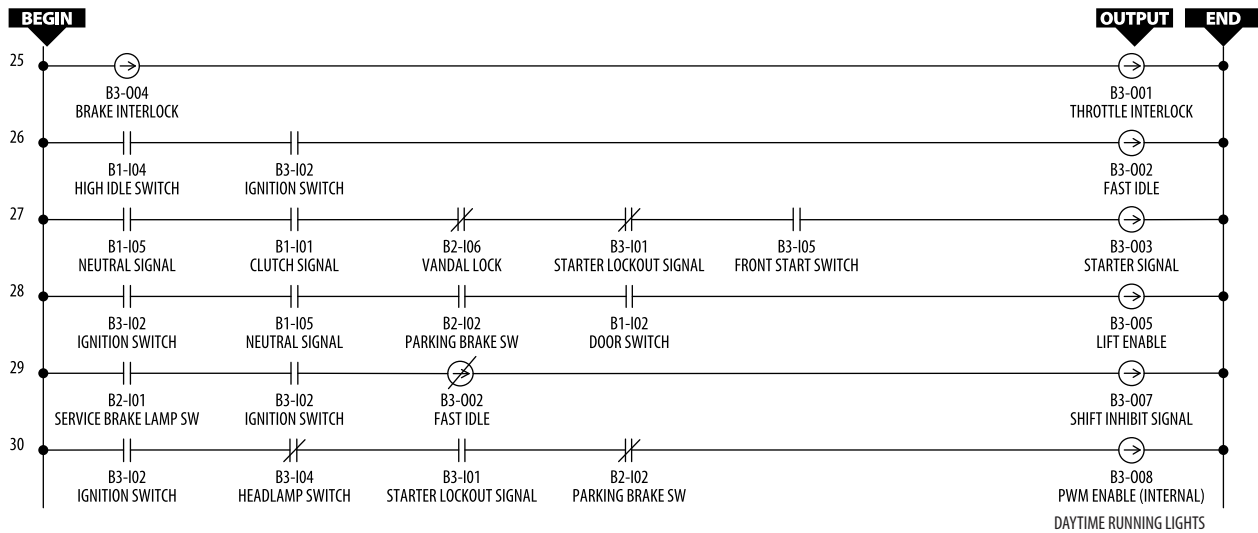 BEGIN OUTPUT END
25
B3-004 B3-001
BRAKE INTERLOCK THROTTLE INTERLOCK
26
B1-I04 B3-I02 B3-002
HIGH IDLE SWITCH IGNITION SWITCH FAST IDLE
27
B1-I05 B1-I01 B2-I06 B3-I01 B3-I05 B3-003
NEUTRAL SIGNAL CLUTCH SIGNAL VANDAL LOCK STARTER LOCKOUT SIGNAL FRONT START SWITCH STARTER SIGNAL
28
B3-I02 B1-I05 B2-I02 B1-I02 B3-005
IGNITION SWITCH NEUTRAL SIGNAL PARKING BRAKE SW DOOR SWITCH LIFT ENABLE
29
B2-I01 B3-I02 B3-002 B3-007
SERVICE BRAKE LAMP SW IGNITION SWITCH FAST IDLE SHIFT INHIBIT SIGNAL
30
B3-I02 B3-I04 B3-I01 B2-I02 B3-008
IGNITION SWITCH HEADLAMP SWITCH STARTER LOCKOUT SIGNAL PARKING BRAKE SW PWM ENABLE (INTERNAL)
DAYTIME RUNNING LIGHTS